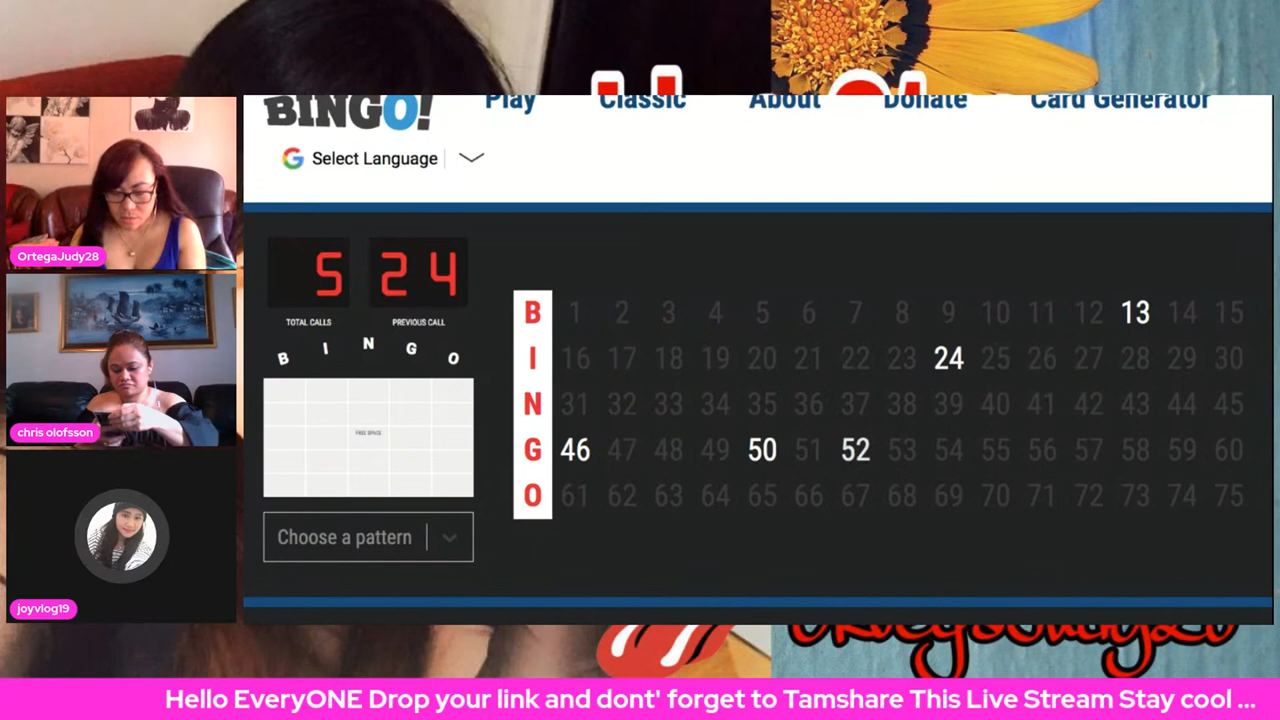 BINGO!
Play
Classic
About
Donate
Card Generator
Select Language
OrtegaJudy28
chris olofsson
joyvlog19
5
24
TOTAL CALLS
PREVIOUS CALL
B I N G O
FREE SPACE
Choose a pattern
B 1 2 3 4 5 6 7 8 9 10 11 12 13 14 15
I 16 17 18 19 20 21 22 23 24 25 26 27 28 29 30
N 31 32 33 34 35 36 37 38 39 40 41 42 43 44 45
G 46 47 48 49 50 51 52 53 54 55 56 57 58 59 60
O 61 62 63 64 65 66 67 68 69 70 71 72 73 74 75
Hello EveryONE Drop your link and dont' forget to Tamshare This Live Stream Stay cool ...